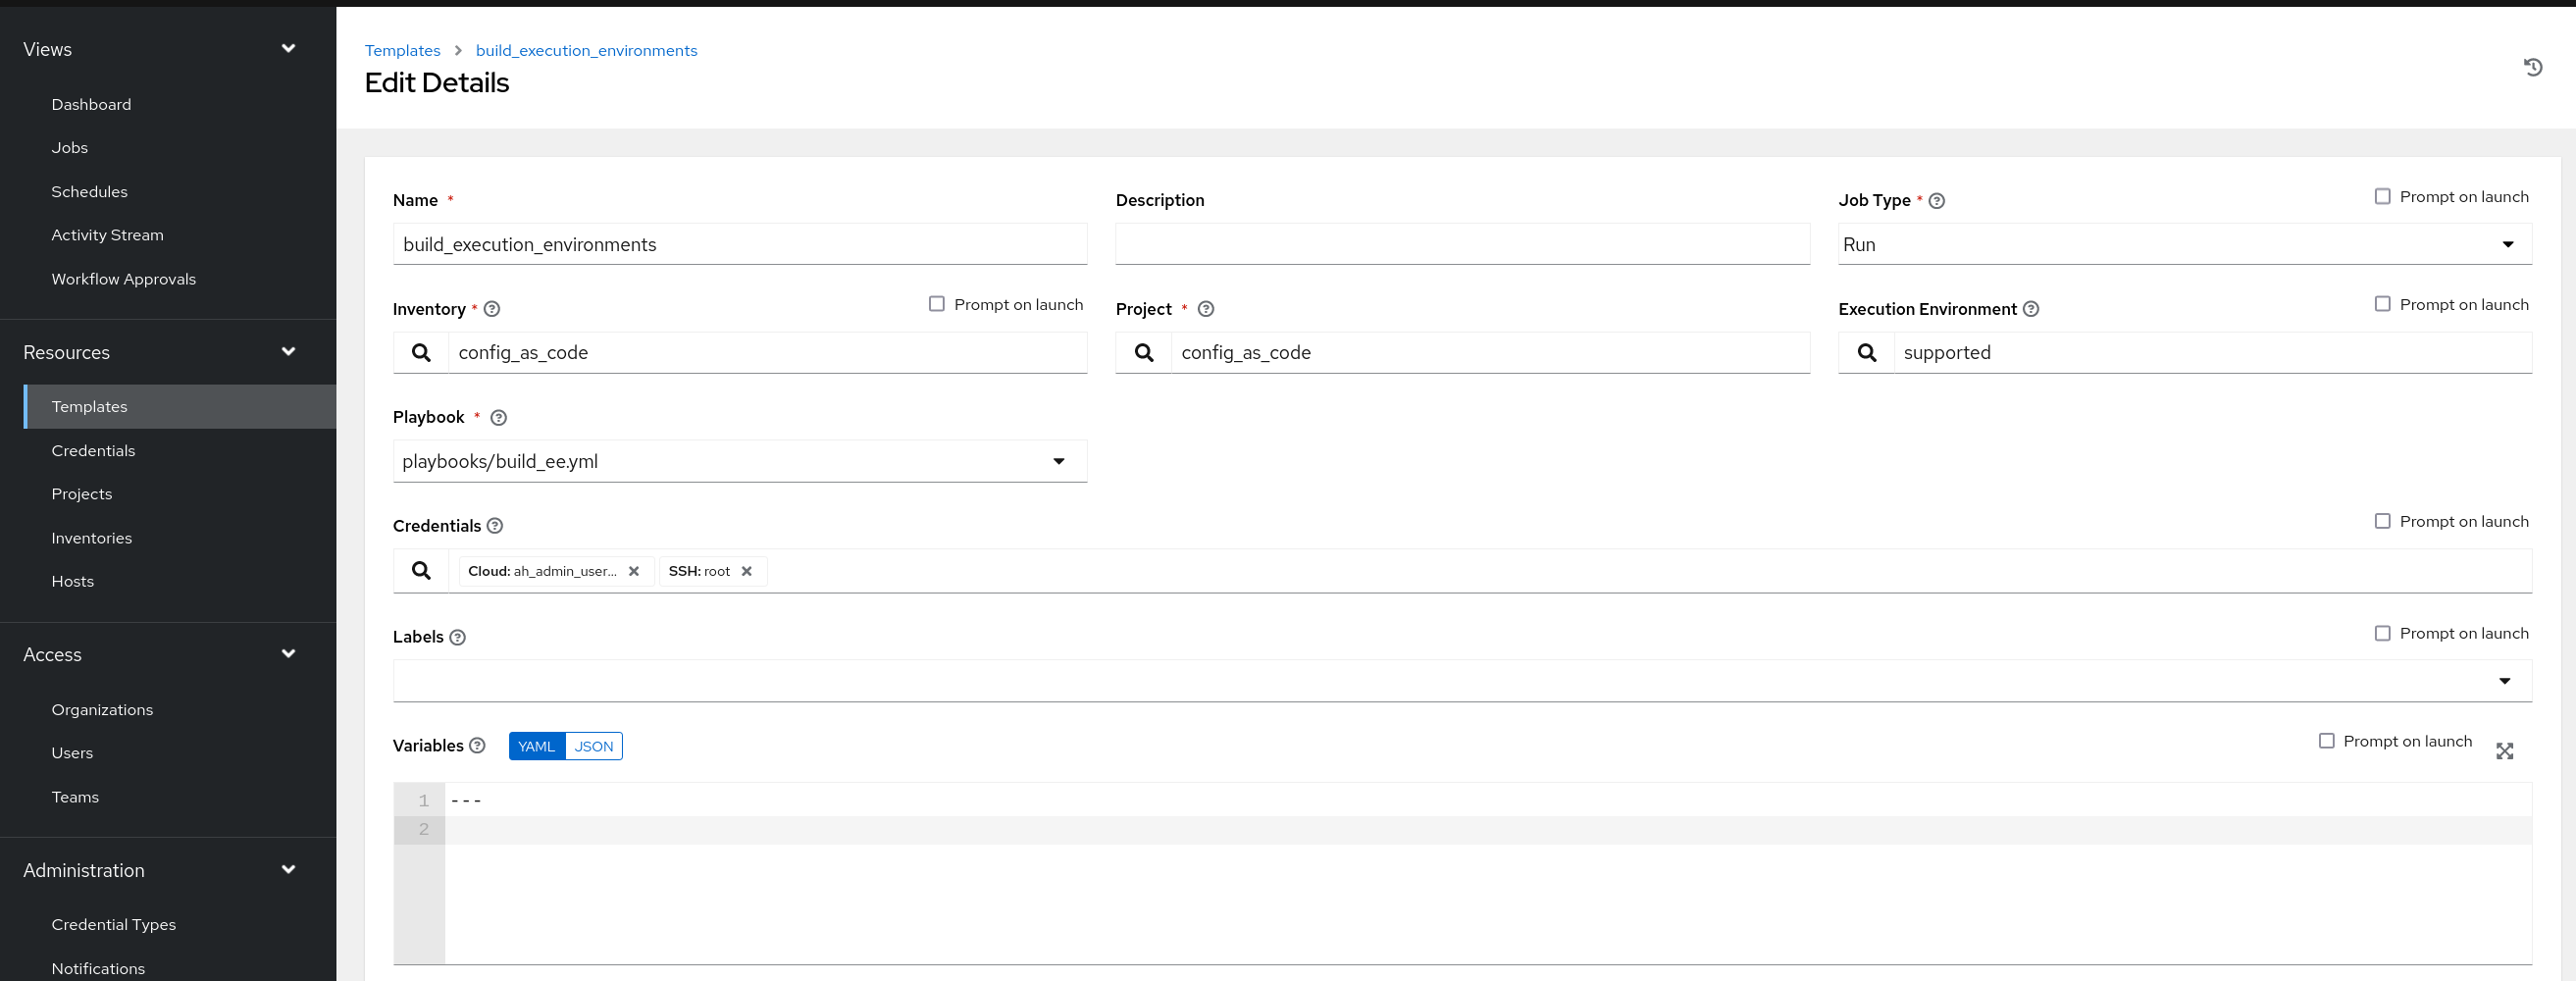 Views
Dashboard
Jobs
Schedules
Activity Stream
Workflow Approvals
Resources
Templates
Credentials
Projects
Inventories
Hosts
Access
Organizations
Users
Teams
Administration
Credential Types
Notifications
Templates > build_execution_environments
Edit Details
Name *
build_execution_environments
Description
Job Type * Prompt on launch
Run
Inventory * Prompt on launch
config_as_code
Project *
config_as_code
Execution Environment Prompt on launch
supported
Playbook *
playbooks/build_ee.yml
Credentials Prompt on launch
Cloud: ah_admin_user... SSH: root
Labels Prompt on launch
Variables YAML JSON Prompt on launch
1 ---
2